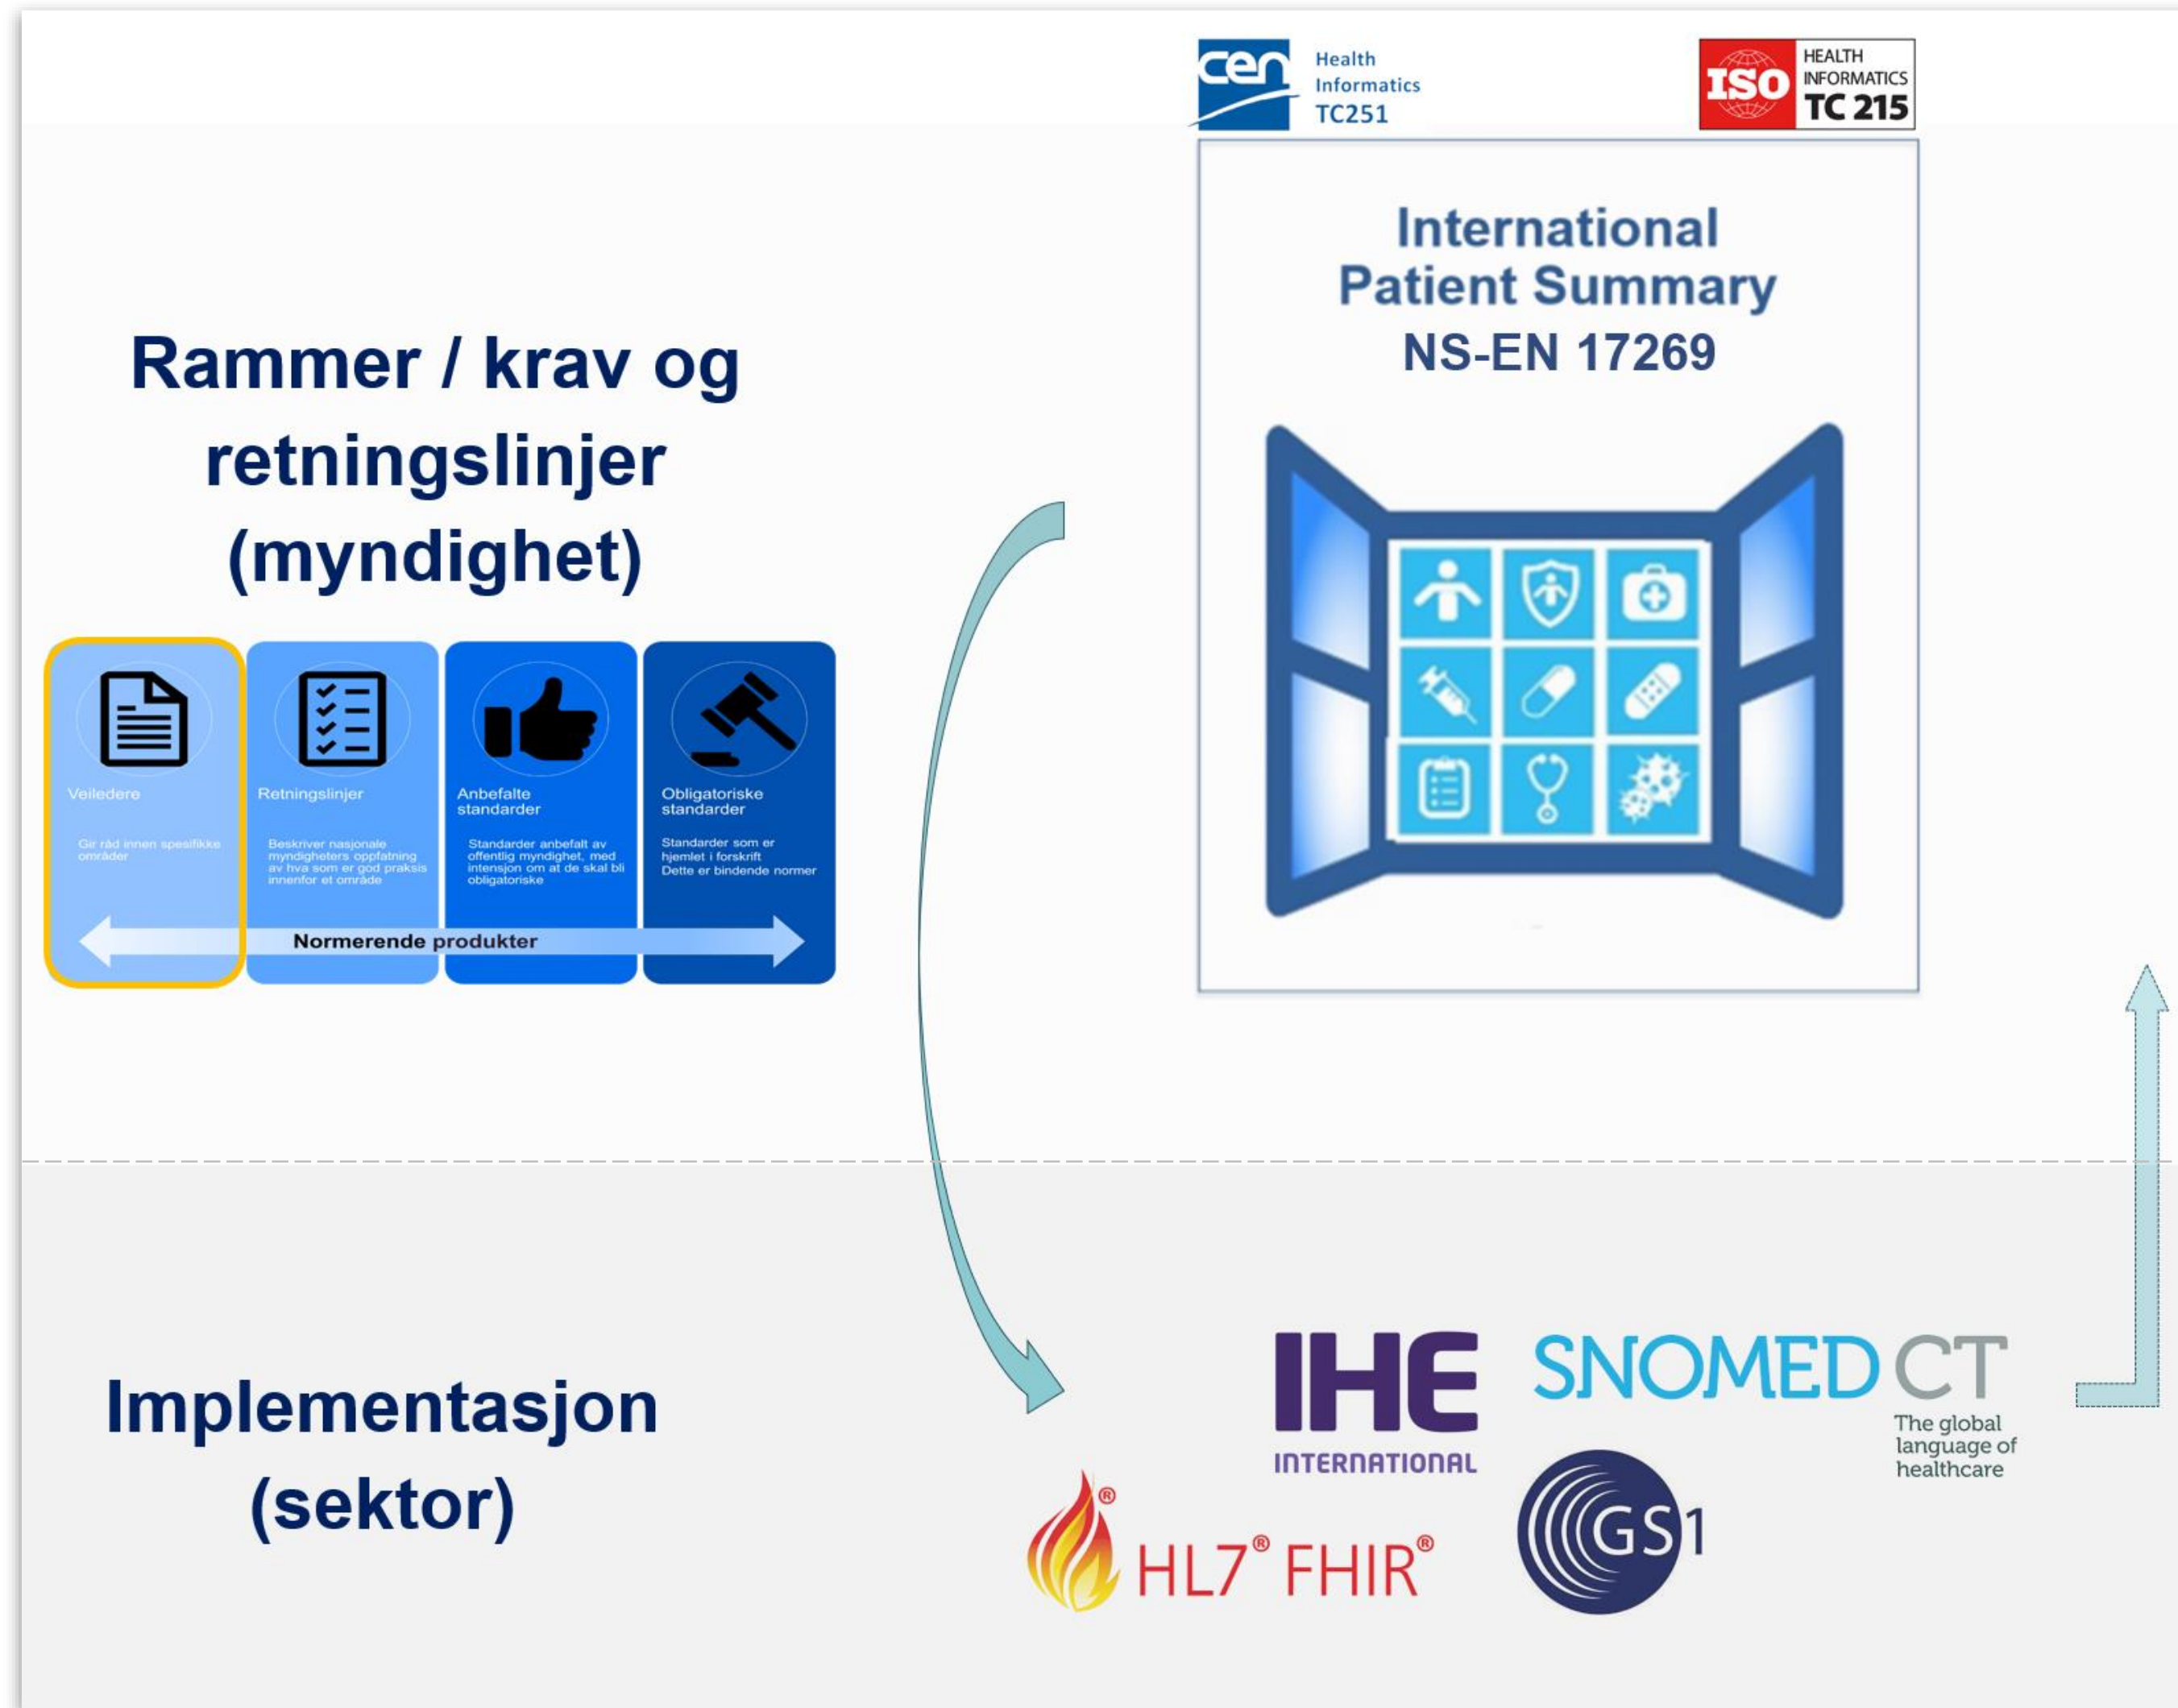 cen
Health
Informatics
TC251
ISO
HEALTH
INFORMATICS
TC 215
International
Patient Summary
NS-EN 17269
Rammer / krav og
retningslinjer
(myndighet)
Veiledere
Gir råd innen spesifikke
områder
Retningslinjer
Beskriver nasjonale
myndigheters oppfatning
av hva som er god praksis
innenfor et område
Anbefalte
standarder
Standarder anbefalt av
offentlig myndighet, med
intensjon om at de skal bli
obligatoriske
Obligatoriske
standarder
Standarder som er
hjemlet i forskrift
Dette er bindende normer
Normerende produkter
Implementasjon
(sektor)
IHE
INTERNATIONAL
SNOMED CT
The global
language of
healthcare
HL7® FHIR®
GS1